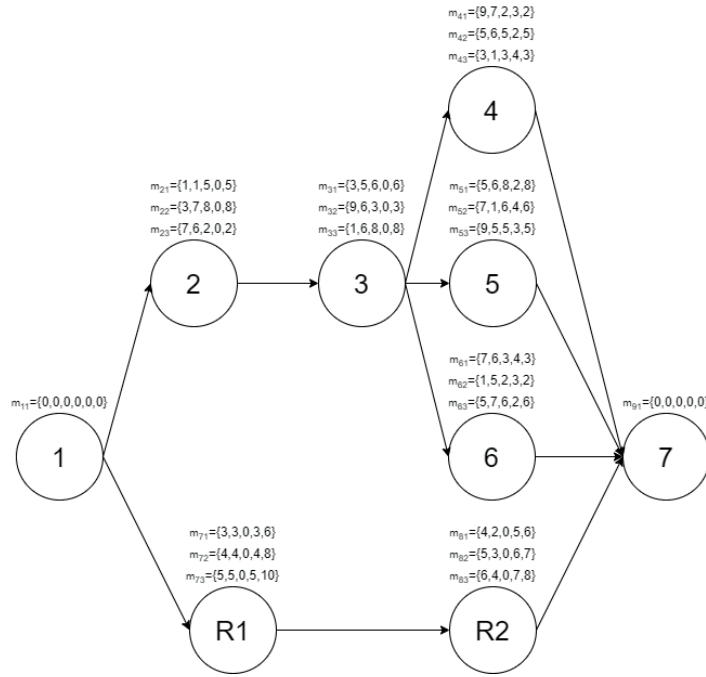 m₄₁={9,7,2,3,2}
m₄₂={5,6,5,2,5}
m₄₃={3,1,3,4,3}
4
m₂₁={1,1,5,0,5}
m₂₂={3,7,8,0,8}
m₂₃={7,6,2,0,2}
2
m₃₁={3,5,6,0,6}
m₃₂={9,6,3,0,3}
m₃₃={1,6,8,0,8}
3
m₅₁={5,6,8,2,8}
m₅₂={7,1,6,4,6}
m₅₃={9,5,5,3,5}
5
m₁₁={0,0,0,0,0,0}
1
m₆₁={7,6,3,4,3}
m₆₂={1,5,2,3,2}
m₆₃={5,7,6,2,6}
6
m₉₁={0,0,0,0,0}
7
m₇₁={3,3,0,3,6}
m₇₂={4,4,0,4,8}
m₇₃={5,5,0,5,10}
R1
m₈₁={4,2,0,5,6}
m₈₂={5,3,0,6,7}
m₈₃={6,4,0,7,8}
R2